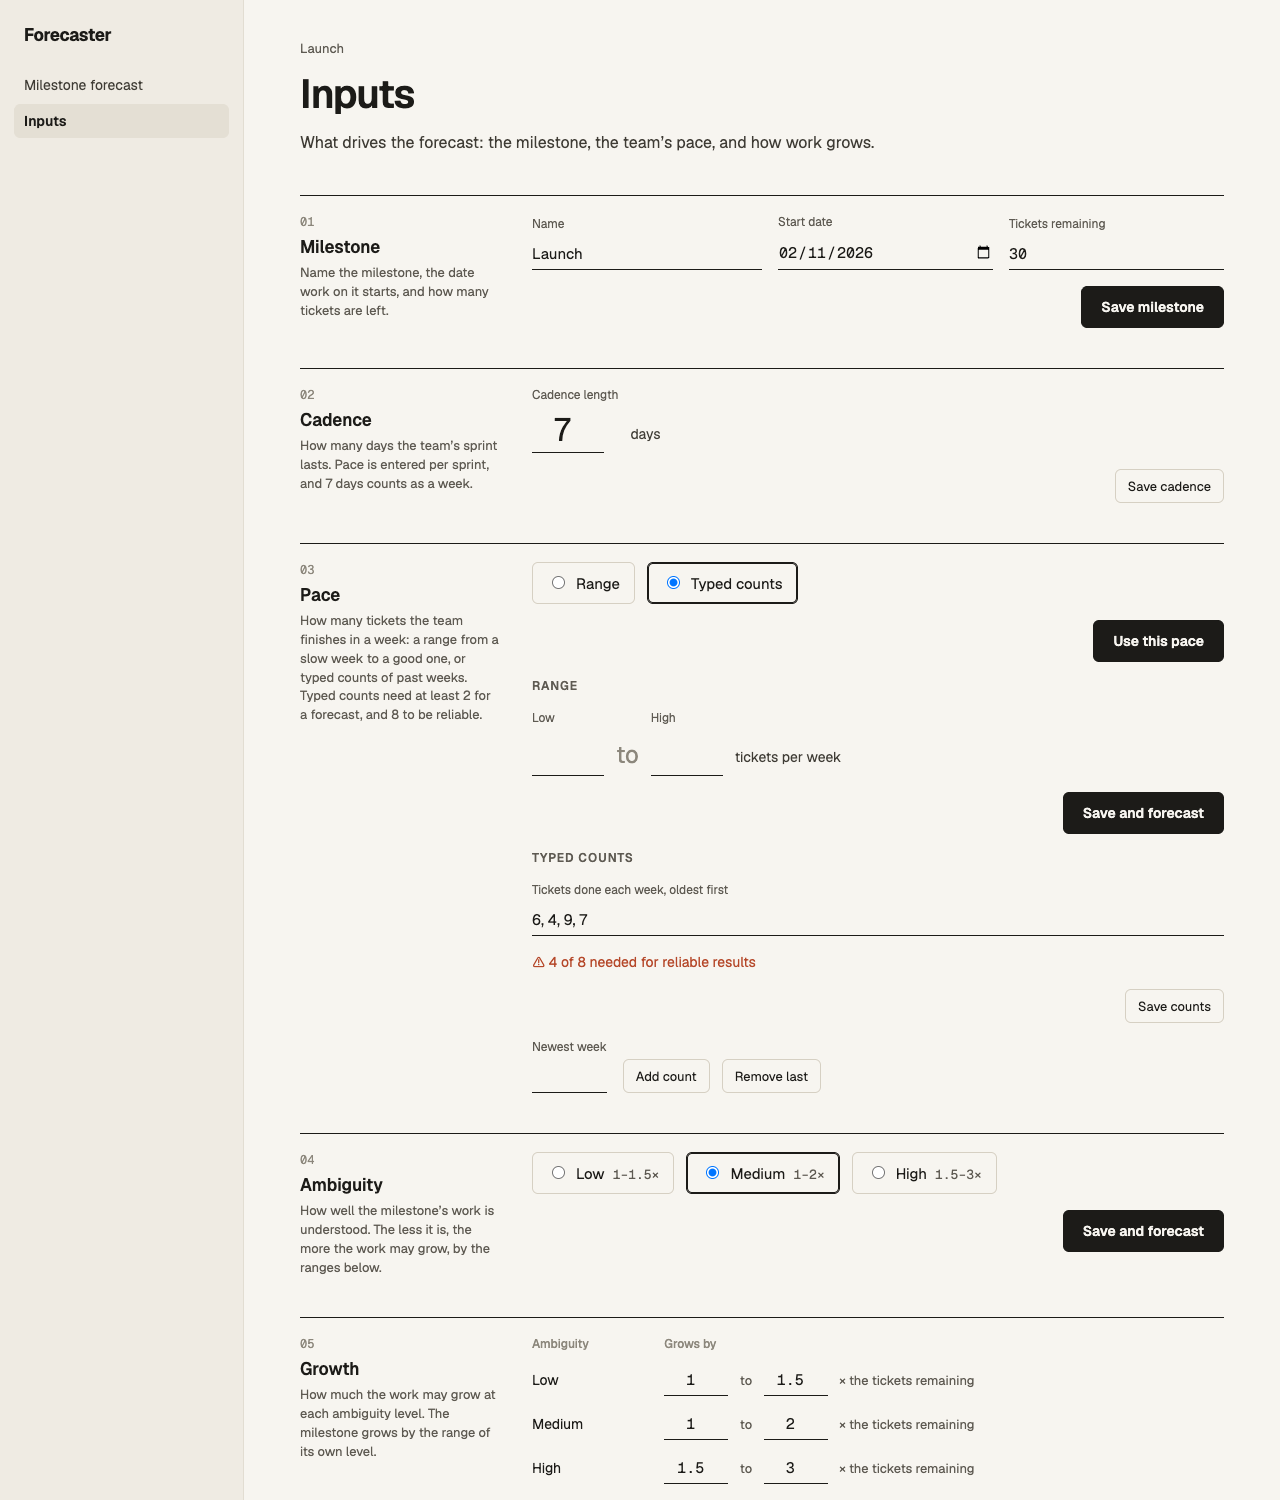 Forecaster
Milestone forecast
Inputs
Launch
Inputs
What drives the forecast: the milestone, the team’s pace, and how work grows.
01
Milestone
Name the milestone, the date
work on it starts, and how many
tickets are left.
Name
Launch
Start date
02/11/2026
Tickets remaining
30
Save milestone
02
Cadence
How many days the team’s sprint
lasts. Pace is entered per sprint,
and 7 days counts as a week.
Cadence length
7 days
Save cadence
03
Pace
How many tickets the team
finishes in a week: a range from a
slow week to a good one, or
typed counts of past weeks.
Typed counts need at least 2 for
a forecast, and 8 to be reliable.
Range
Typed counts
Use this pace
RANGE
Low
High
to
tickets per week
Save and forecast
TYPED COUNTS
Tickets done each week, oldest first
6, 4, 9, 7
⚠ 4 of 8 needed for reliable results
Save counts
Newest week
Add count
Remove last
04
Ambiguity
How well the milestone’s work is
understood. The less it is, the
more the work may grow, by the
ranges below.
Low 1–1.5×
Medium 1–2×
High 1.5–3×
Save and forecast
05
Growth
How much the work may grow at
each ambiguity level. The
milestone grows by the range of
its own level.
Ambiguity Grows by
Low 1 to 1.5 × the tickets remaining
Medium 1 to 2 × the tickets remaining
High 1.5 to 3 × the tickets remaining